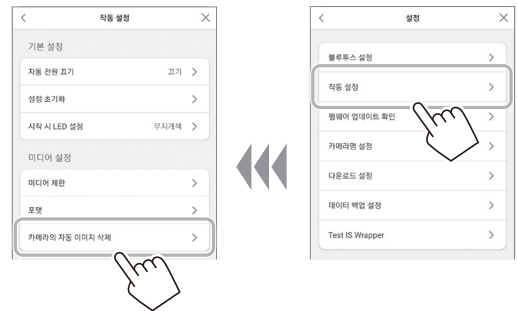 작동 설정
기본 설정
자동 전원 끄기 끄기
설정 초기화
시작 시 LED 설정 무지개색
미디어 설정
미디어 제한
포맷
카메라의 자동 이미지 삭제
설정
블루투스 설정
작동 설정
펌웨어 업데이트 확인
카메라명 설정
다운로드 설정
데이터 백업 설정
Test IS Wrapper